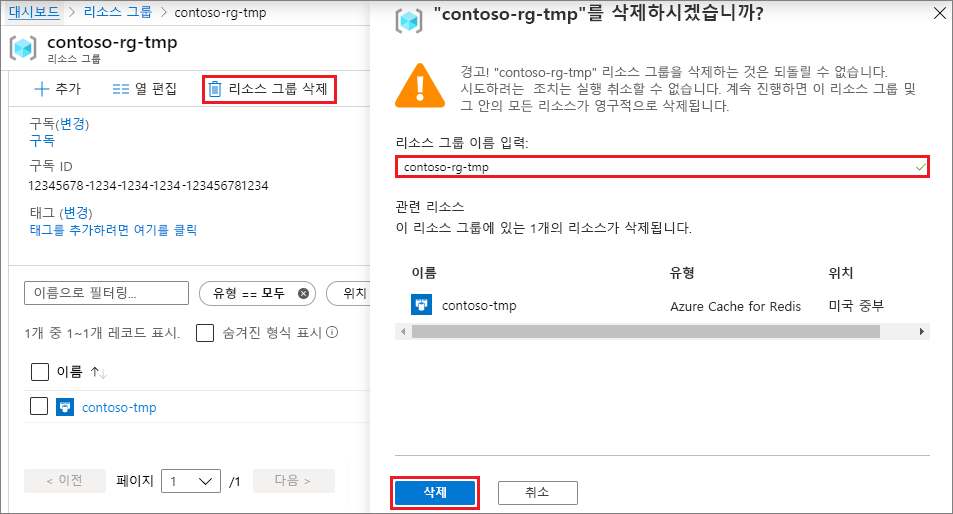 대시보드 > 리소스 그룹 > contoso-rg-tmp
contoso-rg-tmp
리소스 그룹
추가
열 편집
리소스 그룹 삭제
구독(변경)
구독
구독 ID
12345678-1234-1234-1234-123456781234
태그 (변경)
태그를 추가하려면 여기를 클릭
이름으로 필터링...
유형 == 모두
위치
1개 중 1~1개 레코드 표시.
숨겨진 형식 표시
이름
contoso-tmp
< 이전
페이지
1
/1
다음 >
"contoso-rg-tmp"를 삭제하시겠습니까?
경고! "contoso-rg-tmp" 리소스 그룹을 삭제하는 것은 되돌릴 수 없습니다.
시도하려는 조치는 실행 취소할 수 없습니다. 계속 진행하면 이 리소스 그룹 및
그 안의 모든 리소스가 영구적으로 삭제됩니다.
리소스 그룹 이름 입력:
contoso-rg-tmp
관련 리소스
이 리소스 그룹에 있는 1개의 리소스가 삭제됩니다.
이름 유형 위치
contoso-tmp Azure Cache for Redis 미국 중부
삭제
취소